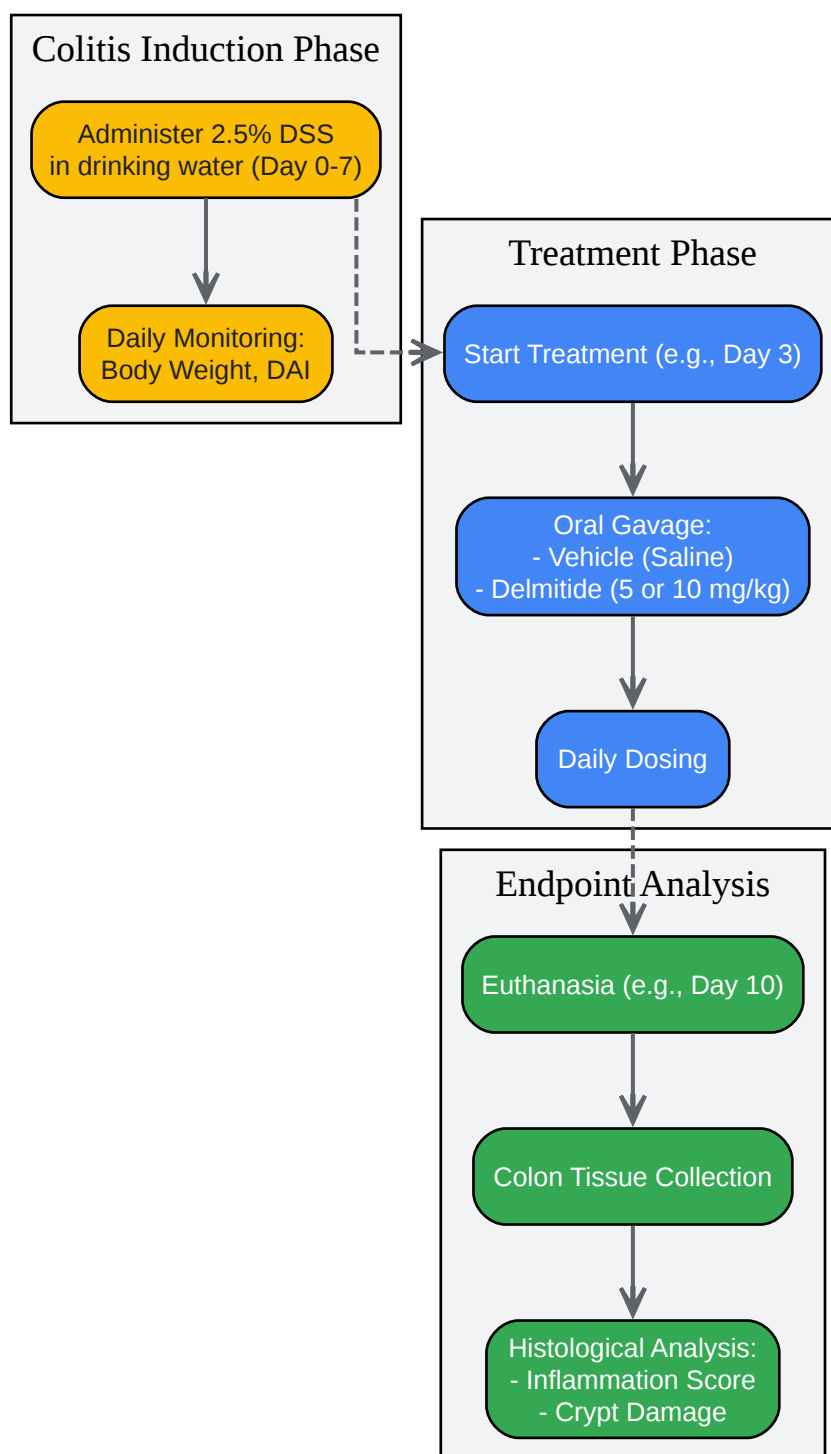 Colitis Induction Phase
Administer 2.5% DSS
in drinking water (Day 0-7)
Daily Monitoring:
Body Weight, DAI
Treatment Phase
Start Treatment (e.g., Day 3)
Oral Gavage:
- Vehicle (Saline)
- Delmitide (5 or 10 mg/kg)
Daily Dosing
Endpoint Analysis
Euthanasia (e.g., Day 10)
Colon Tissue Collection
Histological Analysis:
- Inflammation Score
- Crypt Damage